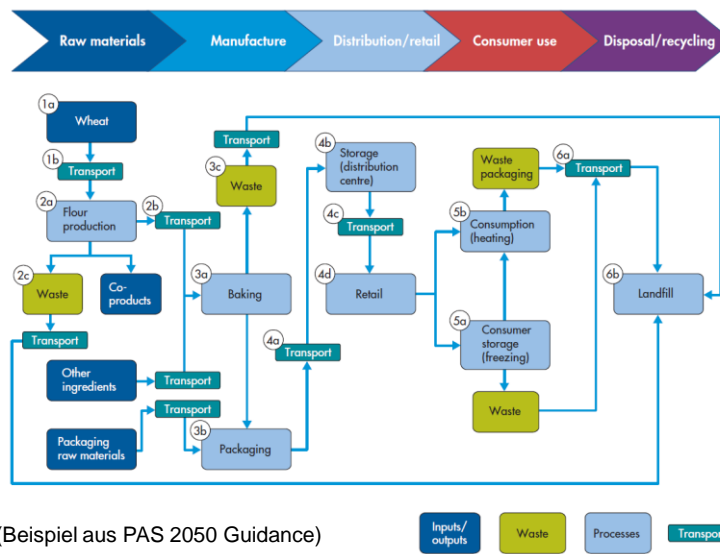 Raw materials
Manufacture
Distribution/retail
Consumer use
Disposal/recycling
1a
Wheat
1b
Transport
2a
Flour
production
2b
Transport
2c
Waste
Co-
products
Transport
Other
ingredients
Transport
Packaging
raw materials
Transport
Transport
3c
Waste
3a
Baking
3b
Packaging
4a
Transport
4b
Storage
(distribution
centre)
4c
Transport
4d
Retail
Waste
packaging
5b
Consumption
(heating)
5a
Consumer
storage
(freezing)
Waste
6a
Transport
6b
Landfill
(Beispiel aus PAS 2050 Guidance)
Inputs/
outputs
Waste
Processes
Transport